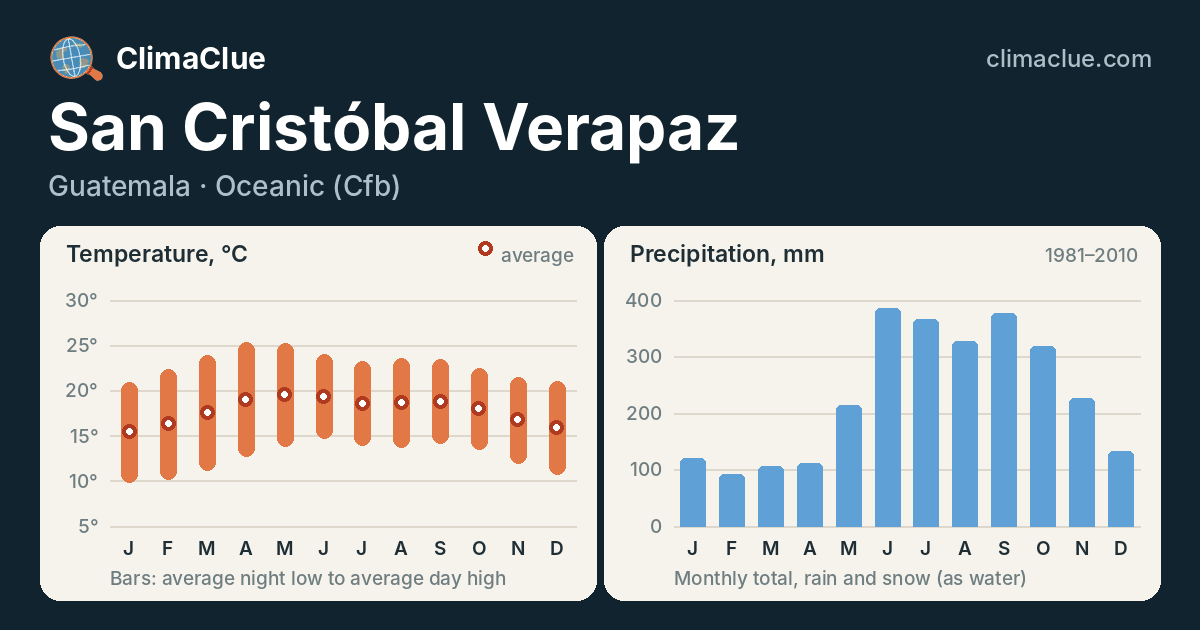 ClimaClue
climaclue.com
San Cristóbal Verapaz
Guatemala · Oceanic (Cfb)
Temperature, °C
average
30°
25°
20°
15°
10°
5°
J F M A M J J A S O N D
Bars: average night low to average day high
Precipitation, mm
1981–2010
400
300
200
100
0
J F M A M J J A S O N D
Monthly total, rain and snow (as water)